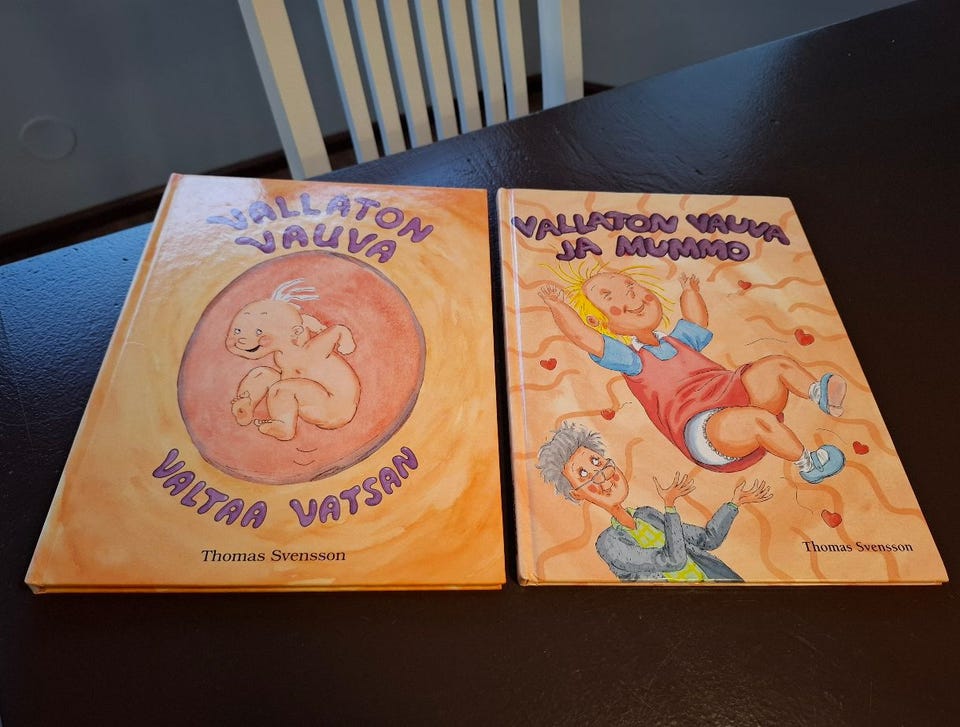 VALLATON
VAUVA
VALTAA VATSAN
Thomas Svensson
VALLATON VAUVA
JA MUMMO
Thomas Svensson